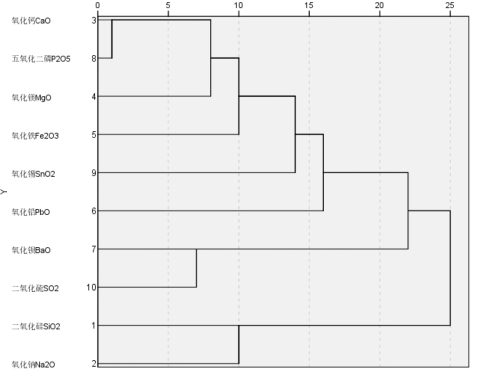 0 5 10 15 20 25
氧化钙CaO 3
五氧化二磷P2O5 8
氧化镁MgO 4
氧化铁Fe2O3 5
氧化锡SnO2 9
氧化铅PbO 6
氧化钡BaO 7
二氧化硫SO2 10
二氧化硅SiO2 1
氧化钠Na2O 2
Y